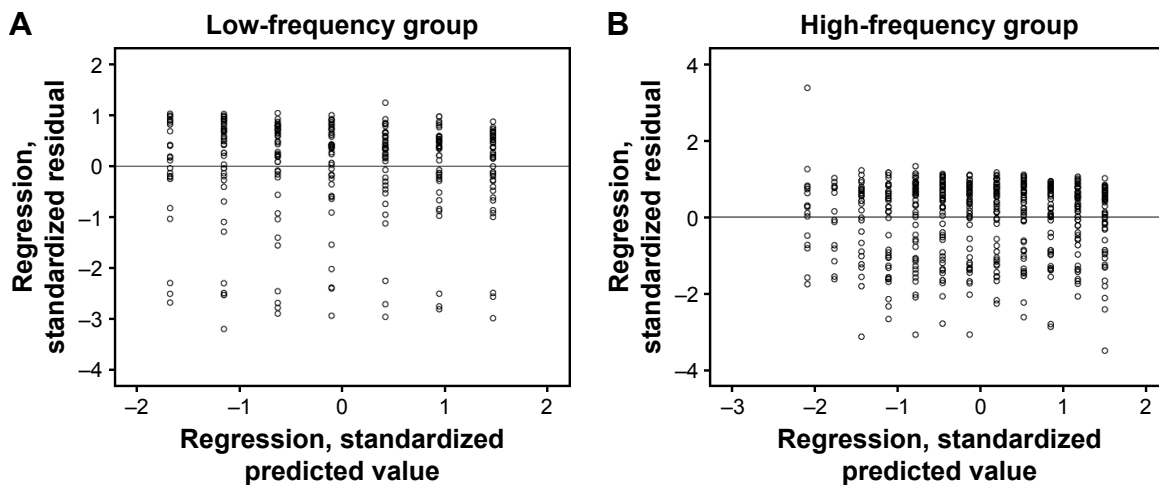 A
Low-frequency group
Regression,
standardized residual
2
1
0
–1
–2
–3
–4
–2
–1
0
1
2
Regression, standardized
predicted value
B
High-frequency group
Regression,
standardized residual
4
2
0
–2
–4
–3
–2
–1
0
1
2
Regression, standardized
predicted value